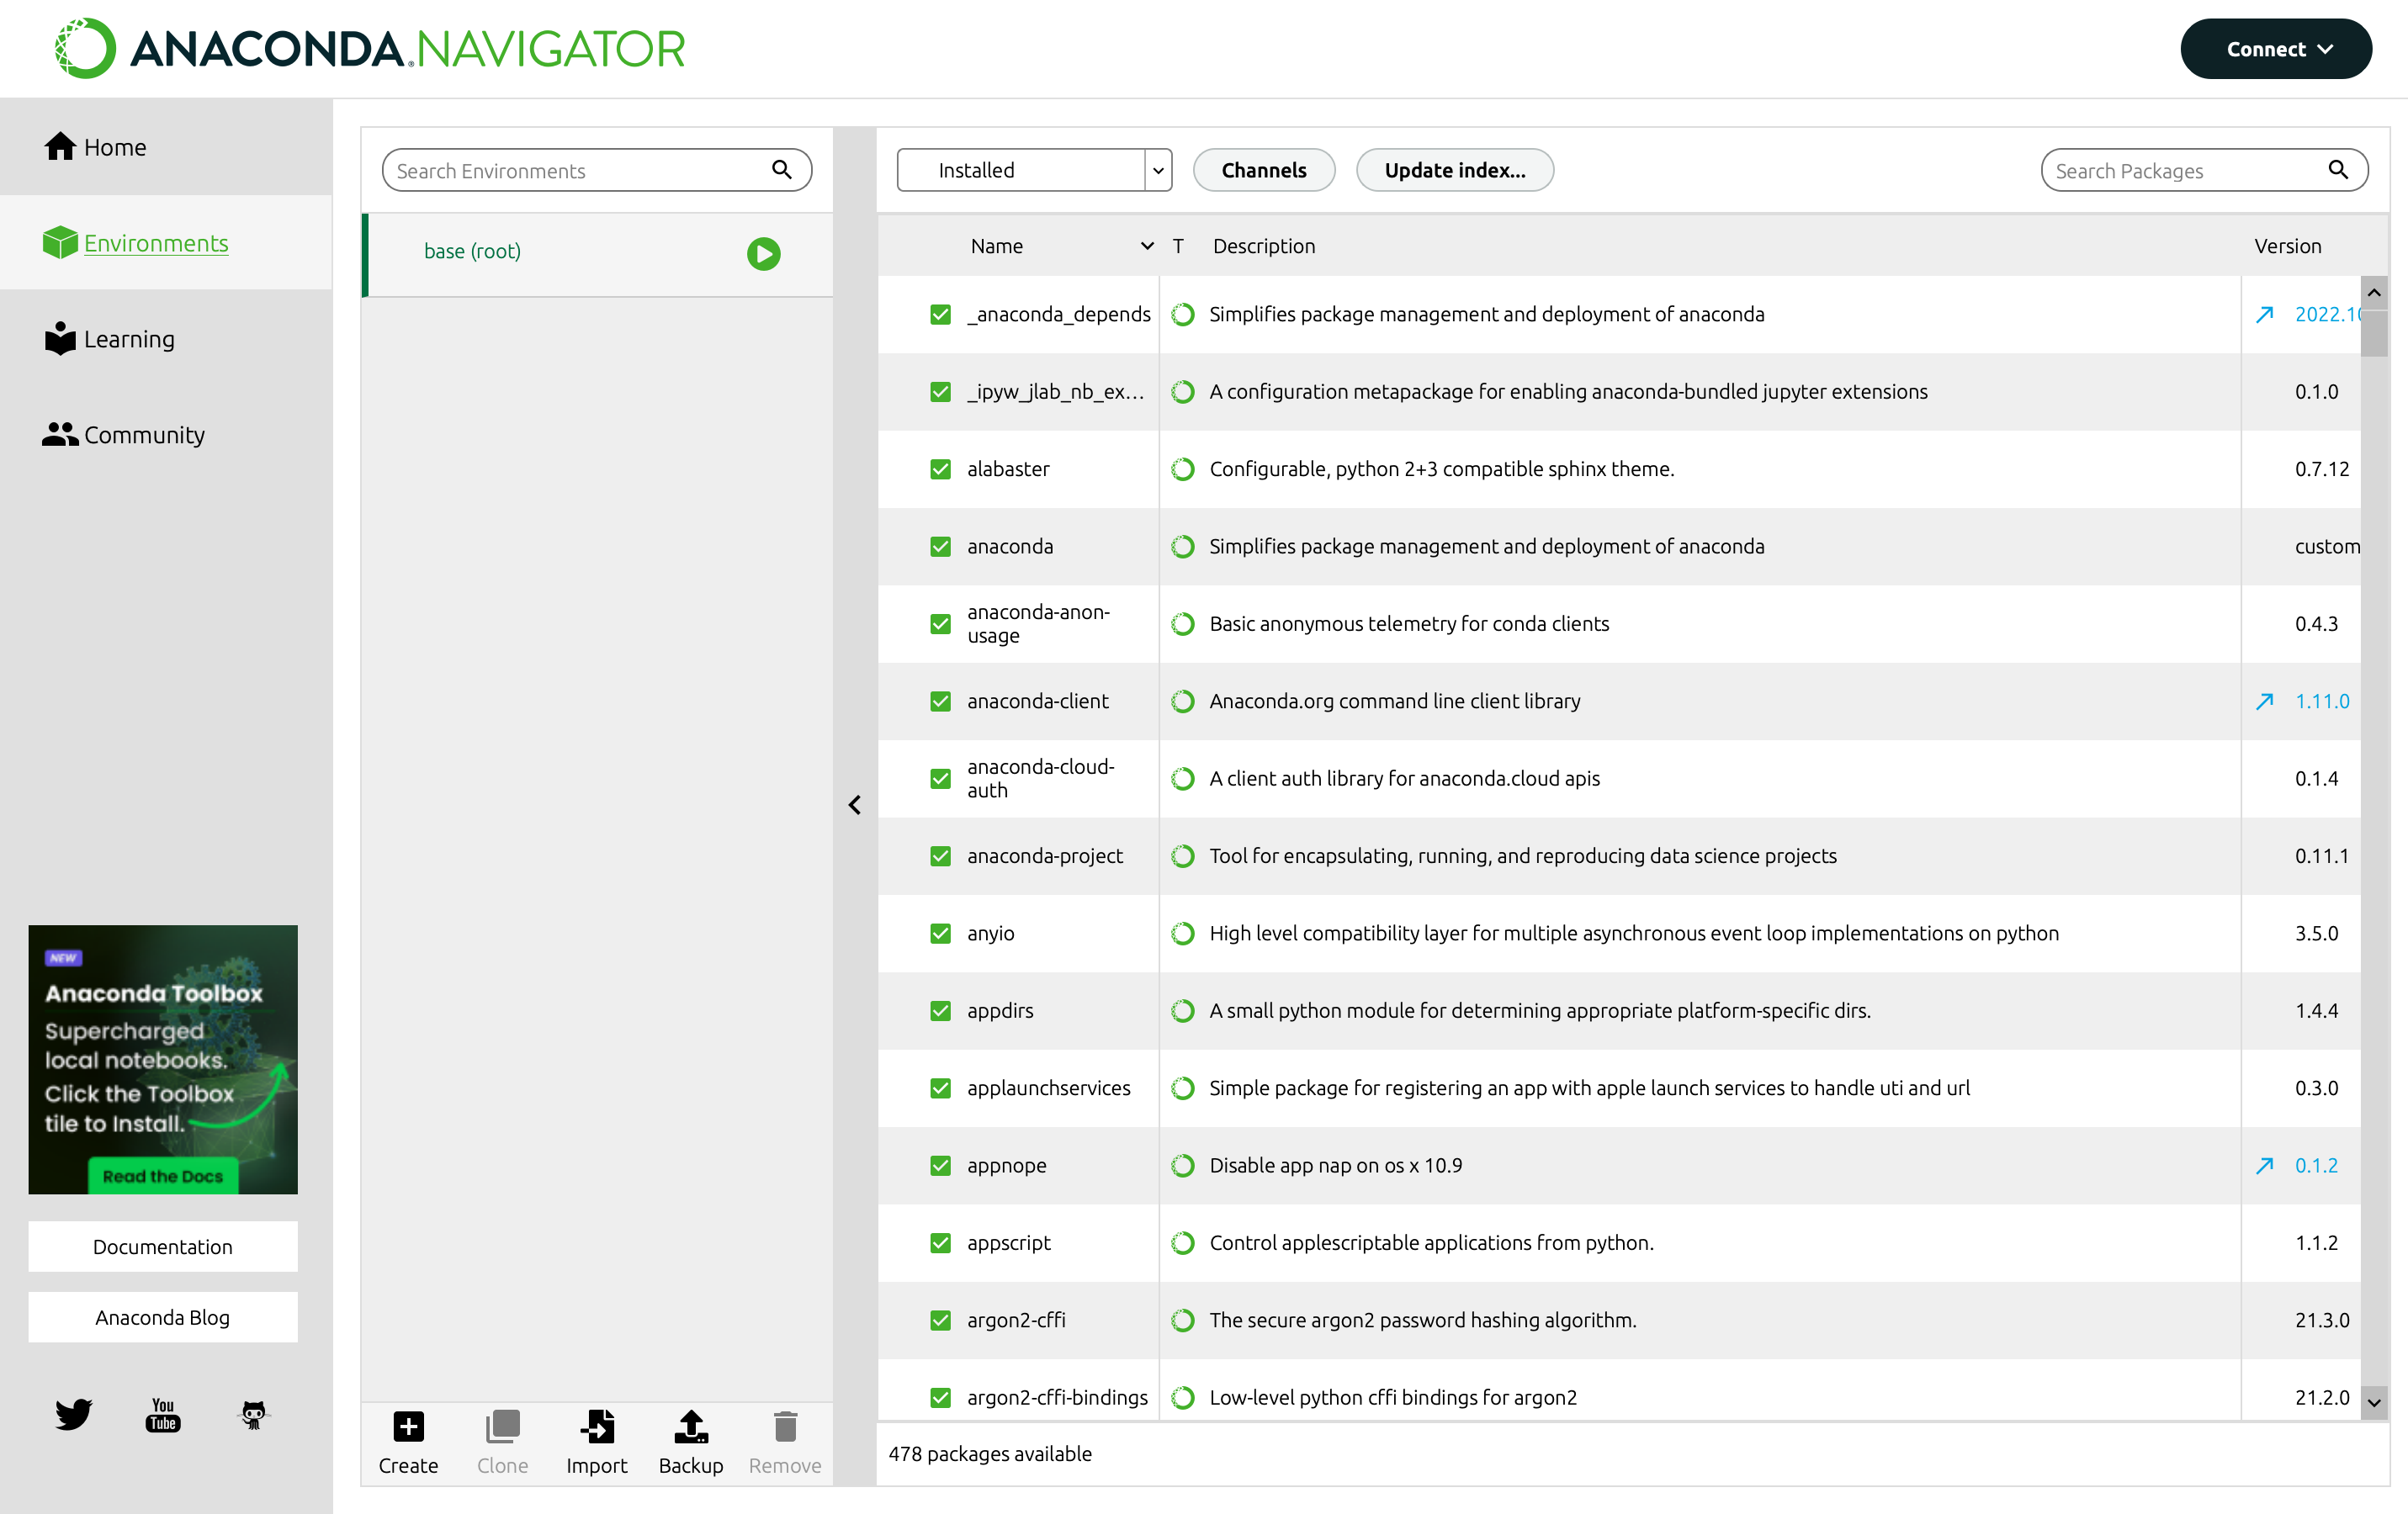 ANACONDA.NAVIGATOR
Connect
Home
Environments
Learning
Community
NEW
Anaconda Toolbox
Supercharged
local notebooks.
Click the Toolbox
tile to Install.
Read the Docs
Documentation
Anaconda Blog
You
Tube
Search Environments
base (root)
Create
Clone
Import
Backup
Remove
Installed
Channels
Update index...
Search Packages
Name T Description Version
_anaconda_depends Simplifies package management and deployment of anaconda 2022.10
_ipyw_jlab_nb_ex... A configuration metapackage for enabling anaconda-bundled jupyter extensions 0.1.0
alabaster Configurable, python 2+3 compatible sphinx theme. 0.7.12
anaconda Simplifies package management and deployment of anaconda custom
anaconda-anon-
usage Basic anonymous telemetry for conda clients 0.4.3
anaconda-client Anaconda.org command line client library 1.11.0
anaconda-cloud-
auth A client auth library for anaconda.cloud apis 0.1.4
anaconda-project Tool for encapsulating, running, and reproducing data science projects 0.11.1
anyio High level compatibility layer for multiple asynchronous event loop implementations on python 3.5.0
appdirs A small python module for determining appropriate platform-specific dirs. 1.4.4
applaunchservices Simple package for registering an app with apple launch services to handle uti and url 0.3.0
appnope Disable app nap on os x 10.9 0.1.2
appscript Control applescriptable applications from python. 1.1.2
argon2-cffi The secure argon2 password hashing algorithm. 21.3.0
argon2-cffi-bindings Low-level python cffi bindings for argon2 21.2.0
478 packages available